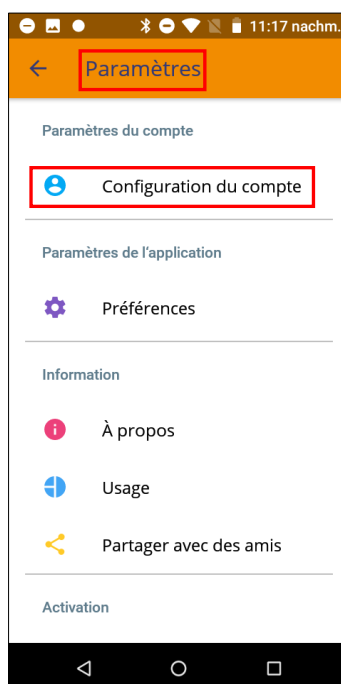 11:17 nachm.
Paramètres
Paramètres du compte
Configuration du compte
Paramètres de l'application
Préférences
Information
À propos
Usage
Partager avec des amis
Activation